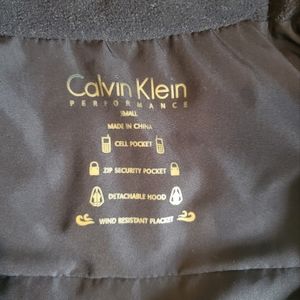 Calvin Klein
PERFORMANCE
SMALL
MADE IN CHINA
CELL POCKET
ZIP SECURITY POCKET
DETACHABLE HOOD
WIND RESISTANT PLACKET